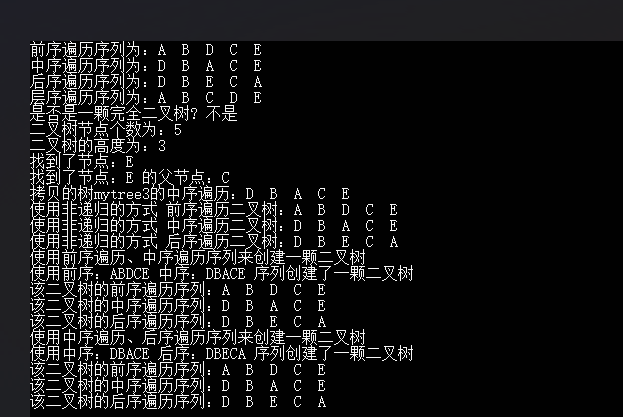 前序遍历序列为：A  B  D  C  E
中序遍历序列为：D  B  A  C  E
后序遍历序列为：D  B  E  C  A
层序遍历序列为：A  B  C  D  E
是否是一颗完全二叉树？不是
二叉树节点个数为：5
二叉树的高度为：3
找到了节点：E
找到了节点：E 的父节点：C
拷贝的树mytree3的中序遍历：D  B  A  C  E
使用非递归的方式 前序遍历二叉树：A  B  D  C  E
使用非递归的方式 中序遍历二叉树：D  B  A  C  E
使用非递归的方式 后序遍历二叉树：D  B  E  C  A
使用前序遍历、中序遍历序列来创建一颗二叉树
使用前序：ABDCE 中序：DBACE 序列创建了一颗二叉树
该二叉树的前序遍历序列：A  B  D  C  E
该二叉树的中序遍历序列：D  B  A  C  E
该二叉树的后序遍历序列：D  B  E  C  A
使用中序遍历、后序遍历序列来创建一颗二叉树
使用中序：DBACE 后序：DBECA 序列创建了一颗二叉树
该二叉树的前序遍历序列：A  B  D  C  E
该二叉树的中序遍历序列：D  B  A  C  E
该二叉树的后序遍历序列：D  B  E  C  A